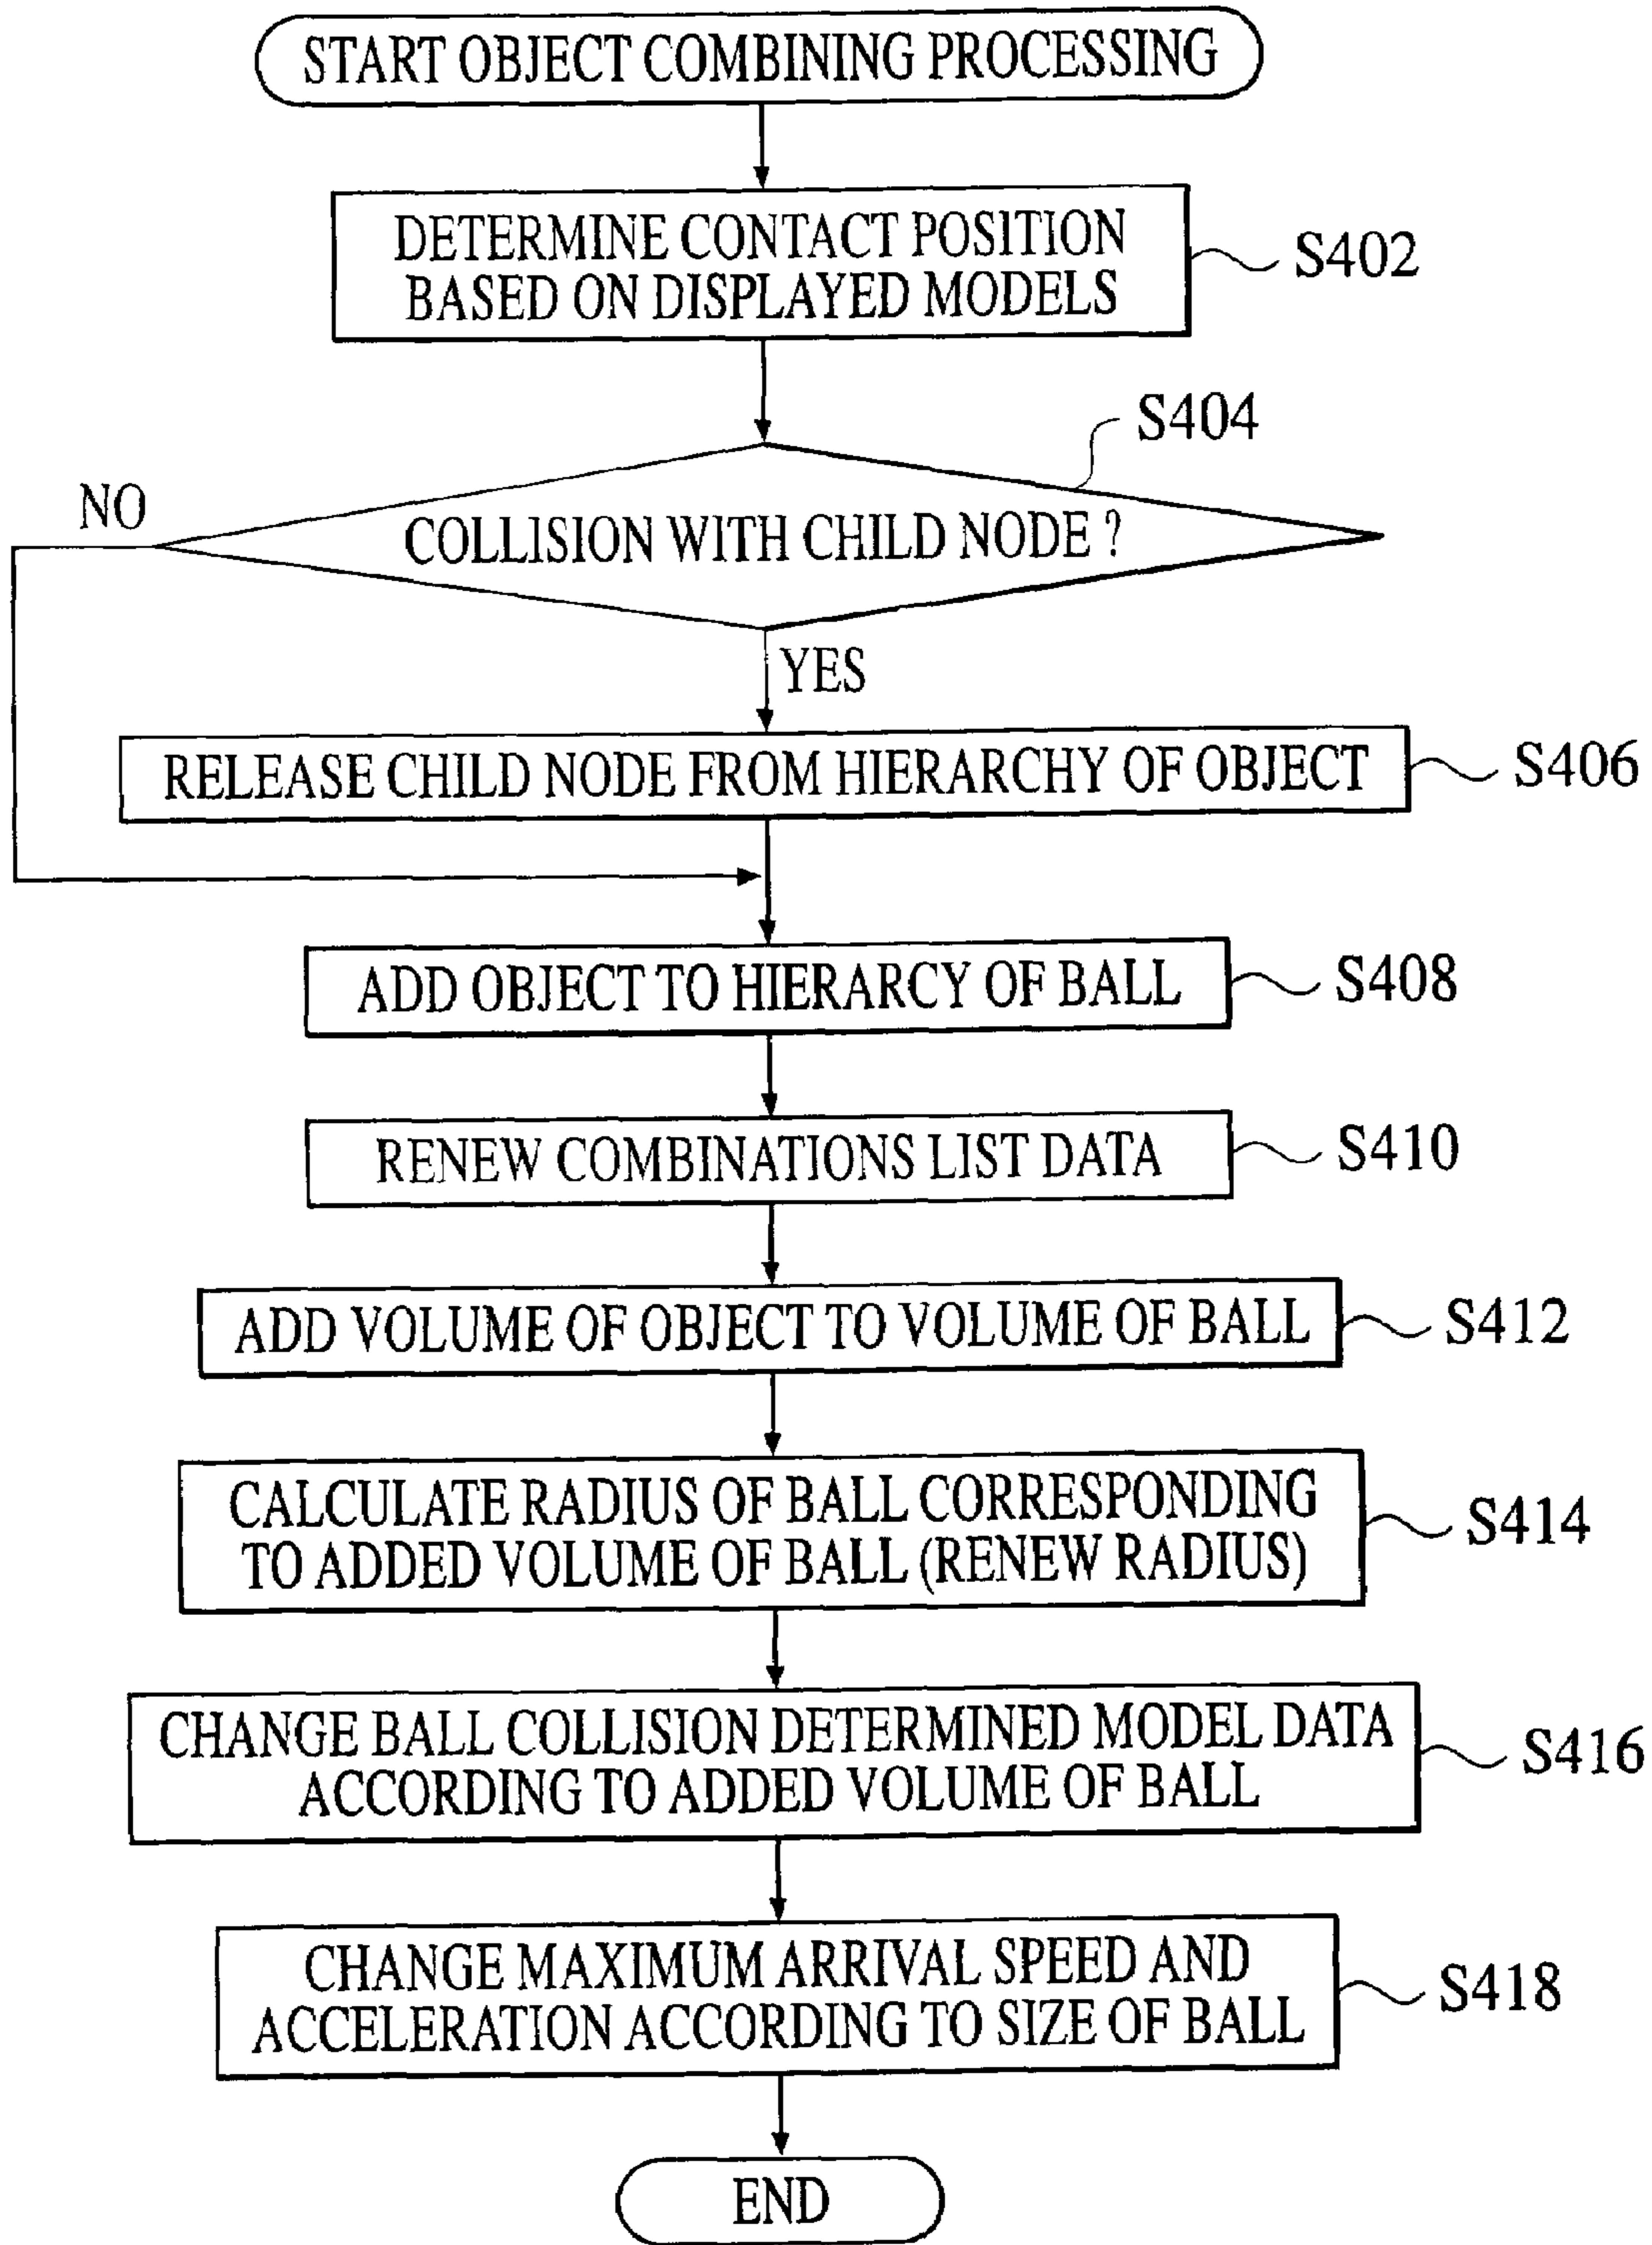 START OBJECT COMBINING PROCESSING
DETERMINE CONTACT POSITION
BASED ON DISPLAYED MODELS
S402
S404
NO
COLLISION WITH CHILD NODE ?
YES
RELEASE CHILD NODE FROM HIERARCHY OF OBJECT
S406
ADD OBJECT TO HIERARCY OF BALL
S408
RENEW COMBINATIONS LIST DATA
S410
ADD VOLUME OF OBJECT TO VOLUME OF BALL
S412
CALCULATE RADIUS OF BALL CORRESPONDING
TO ADDED VOLUME OF BALL (RENEW RADIUS)
S414
CHANGE BALL COLLISION DETERMINED MODEL DATA
ACCORDING TO ADDED VOLUME OF BALL
S416
CHANGE MAXIMUM ARRIVAL SPEED AND
ACCELERATION ACCORDING TO SIZE OF BALL
S418
END